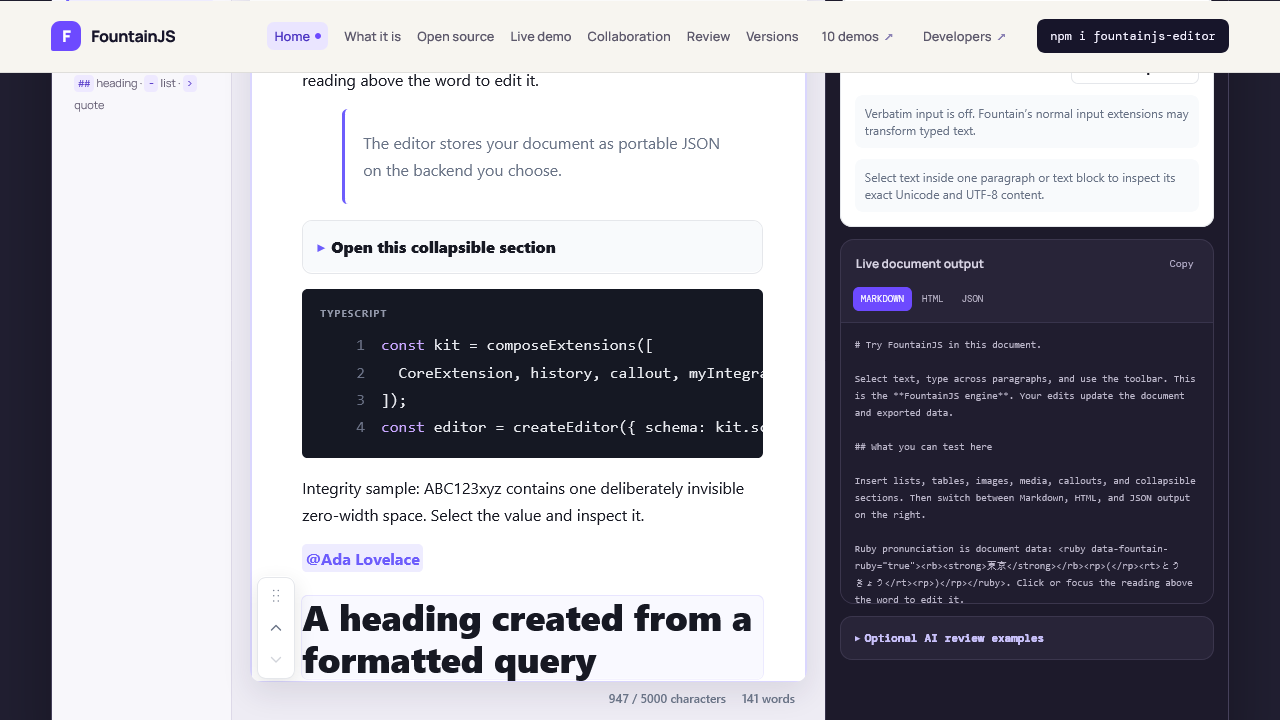 F FountainJS Home What it is Open source Live demo Collaboration Review Versions 10 demos ↗ Developers ↗ npm i fountainjs-editor
## heading · - list · >
quote
reading above the word to edit it.
The editor stores your document as portable JSON
on the backend you choose.
▸ Open this collapsible section
TYPESCRIPT
1 const kit = composeExtensions([
2 CoreExtension, history, callout, myIntegra
3 ]);
4 const editor = createEditor({ schema: kit.sc
Integrity sample: ABC123xyz contains one deliberately invisible
zero-width space. Select the value and inspect it.
@Ada Lovelace
A heading created from a
formatted query
947 / 5000 characters 141 words
Verbatim input is off. Fountain’s normal input extensions may
transform typed text.
Select text inside one paragraph or text block to inspect its
exact Unicode and UTF-8 content.
Live document output Copy
MARKDOWN HTML JSON
# Try FountainJS in this document.
Select text, type across paragraphs, and use the toolbar. This
is the **FountainJS engine**. Your edits update the document
and exported data.
## What you can test here
Insert lists, tables, images, media, callouts, and collapsible
sections. Then switch between Markdown, HTML, and JSON output
on the right.
Ruby pronunciation is document data: <ruby data-fountain-
ruby="true"><rb><strong>東京</strong></rb><rp>(</rp><rt>とう
きょう</rt><rp>)</rp></ruby>. Click or focus the reading above
the word to edit it.
▸ Optional AI review examples